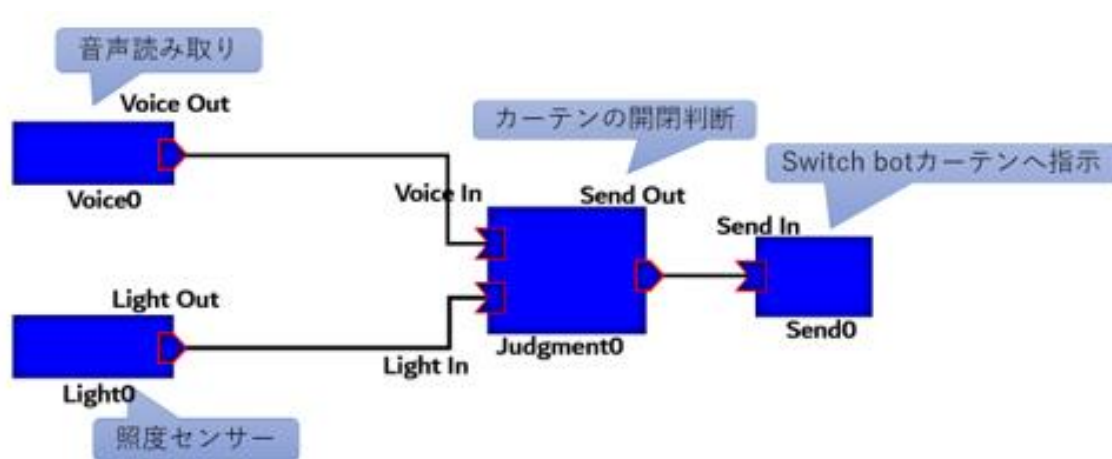 音声読み取り
Voice Out
Voice0
カーテンの開閉判断
Switch botカーテンへ指示
Voice In
Send Out
Send In
Light Out
Light0
Light In
Judgment0
Send0
照度センサー